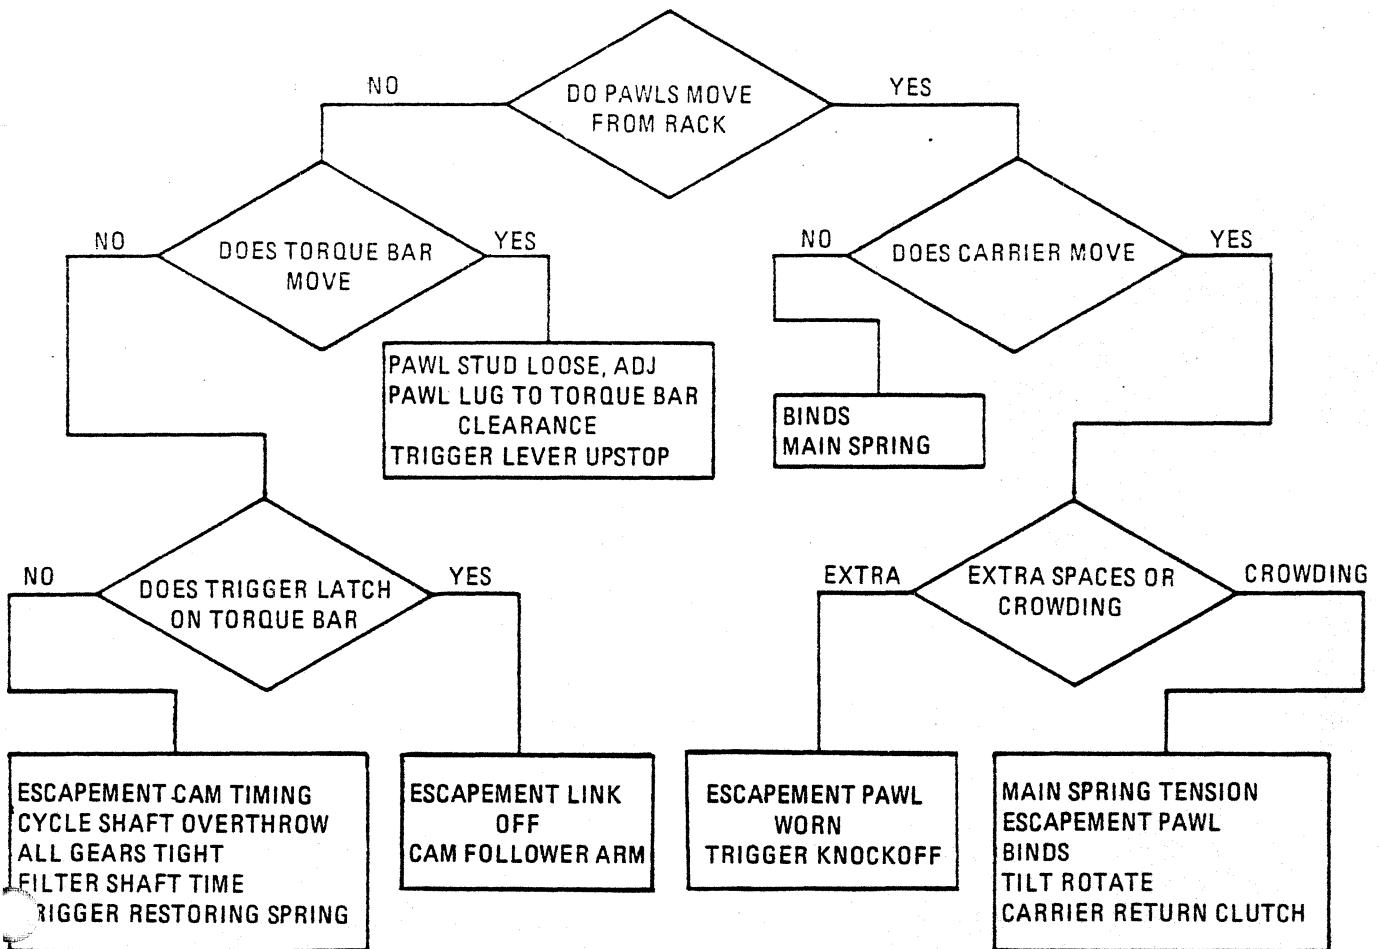 NO
DO PAWLS MOVE
FROM RACK
YES
NO
DOES TORQUE BAR
MOVE
YES
NO
DOES CARRIER MOVE
YES
PAWL STUD LOOSE, ADJ
PAWL LUG TO TORQUE BAR
CLEARANCE
TRIGGER LEVER UPSTOP
BINDS
MAIN SPRING
NO
DOES TRIGGER LATCH
ON TORQUE BAR
YES
EXTRA
EXTRA SPACES OR
CROWDING
CROWDING
ESCAPEMENT CAM TIMING
CYCLE SHAFT OVERTHROW
ALL GEARS TIGHT
FILTER SHAFT TIME
TRIGGER RESTORING SPRING
ESCAPEMENT LINK
OFF
CAM FOLLOWER ARM
ESCAPEMENT PAWL
WORN
TRIGGER KNOCKOFF
MAIN SPRING TENSION
ESCAPEMENT PAWL
BINDS
TILT ROTATE
CARRIER RETURN CLUTCH